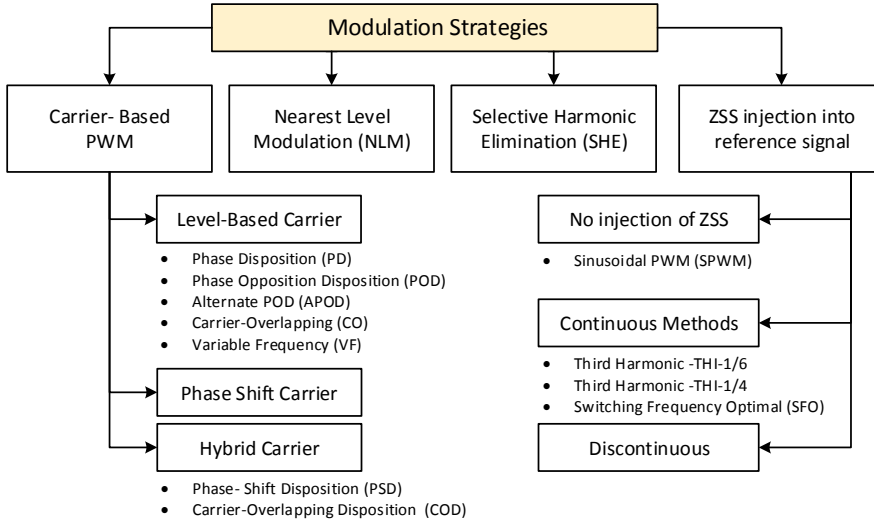 Modulation Strategies
Carrier- Based
PWM
Nearest Level
Modulation (NLM)
Selective Harmonic
Elimination (SHE)
ZSS injection into
reference signal
Level-Based Carrier
• Phase Disposition (PD)
• Phase Opposition Disposition (POD)
• Alternate POD (APOD)
• Carrier-Overlapping (CO)
• Variable Frequency (VF)
Phase Shift Carrier
Hybrid Carrier
• Phase- Shift Disposition (PSD)
• Carrier-Overlapping Disposition (COD)
No injection of ZSS
• Sinusoidal PWM (SPWM)
Continuous Methods
• Third Harmonic -THI-1/6
• Third Harmonic -THI-1/4
• Switching Frequency Optimal (SFO)
Discontinuous